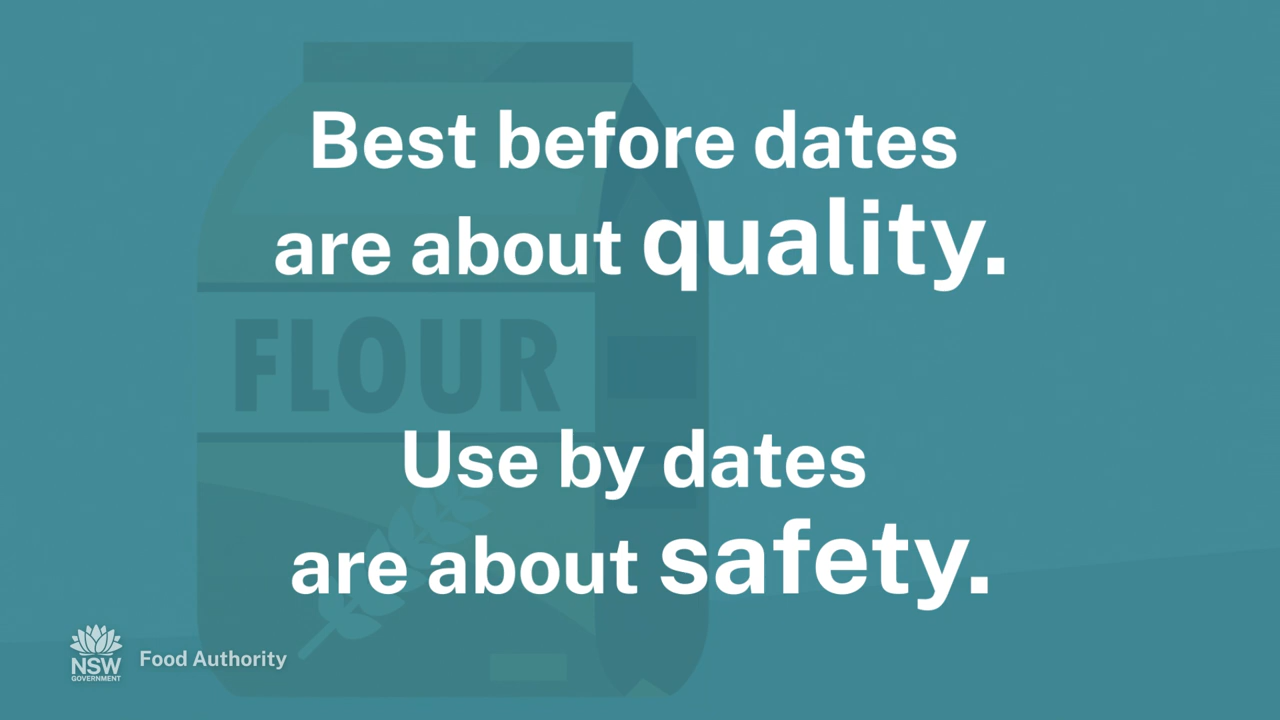 Best before dates
are about quality.
FLOUR
Use by dates
are about safety.
NSW
GOVERNMENT
Food Authority